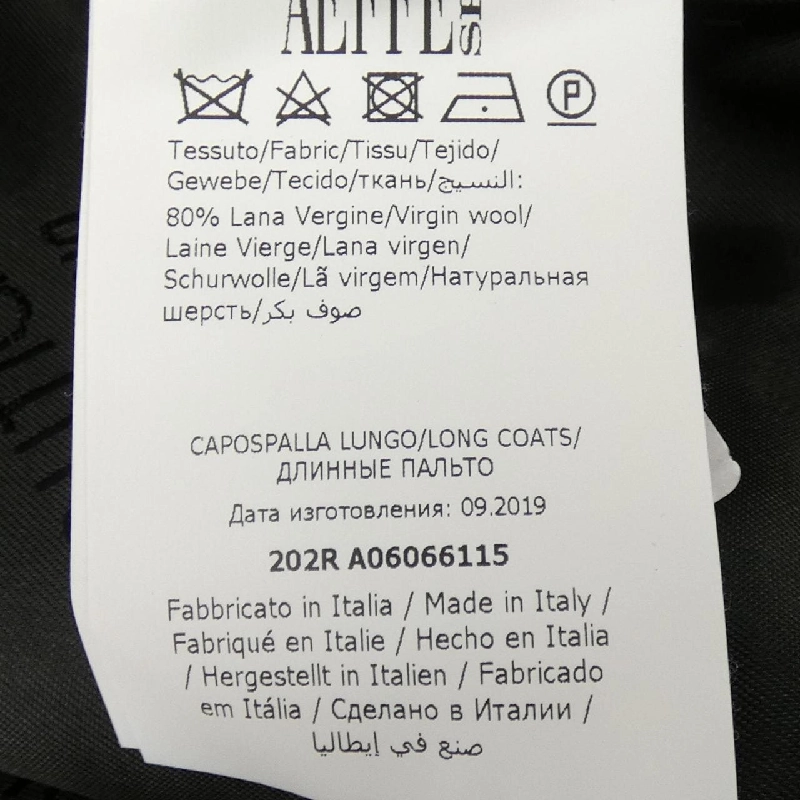 Tessuto/Fabric/Tissu/Tejido/
Gewebe/Tecido/ткань/النسيج:
80% Lana Vergine/Virgin wool/
Laine Vierge/Lana virgen/
Schurwolle/Lã virgem/Натуральная
шерсть/صوف بكر
CAPOSPALLA LUNGO/LONG COATS/
ДЛИННЫЕ ПАЛЬТО
Дата изготовления: 09.2019
202R A06066115
Fabbricato in Italia / Made in Italy /
Fabriqué en Italie / Hecho en Italia
/ Hergestellt in Italien / Fabricado
em Itália / Сделано в Италии /
صنع في إيطاليا